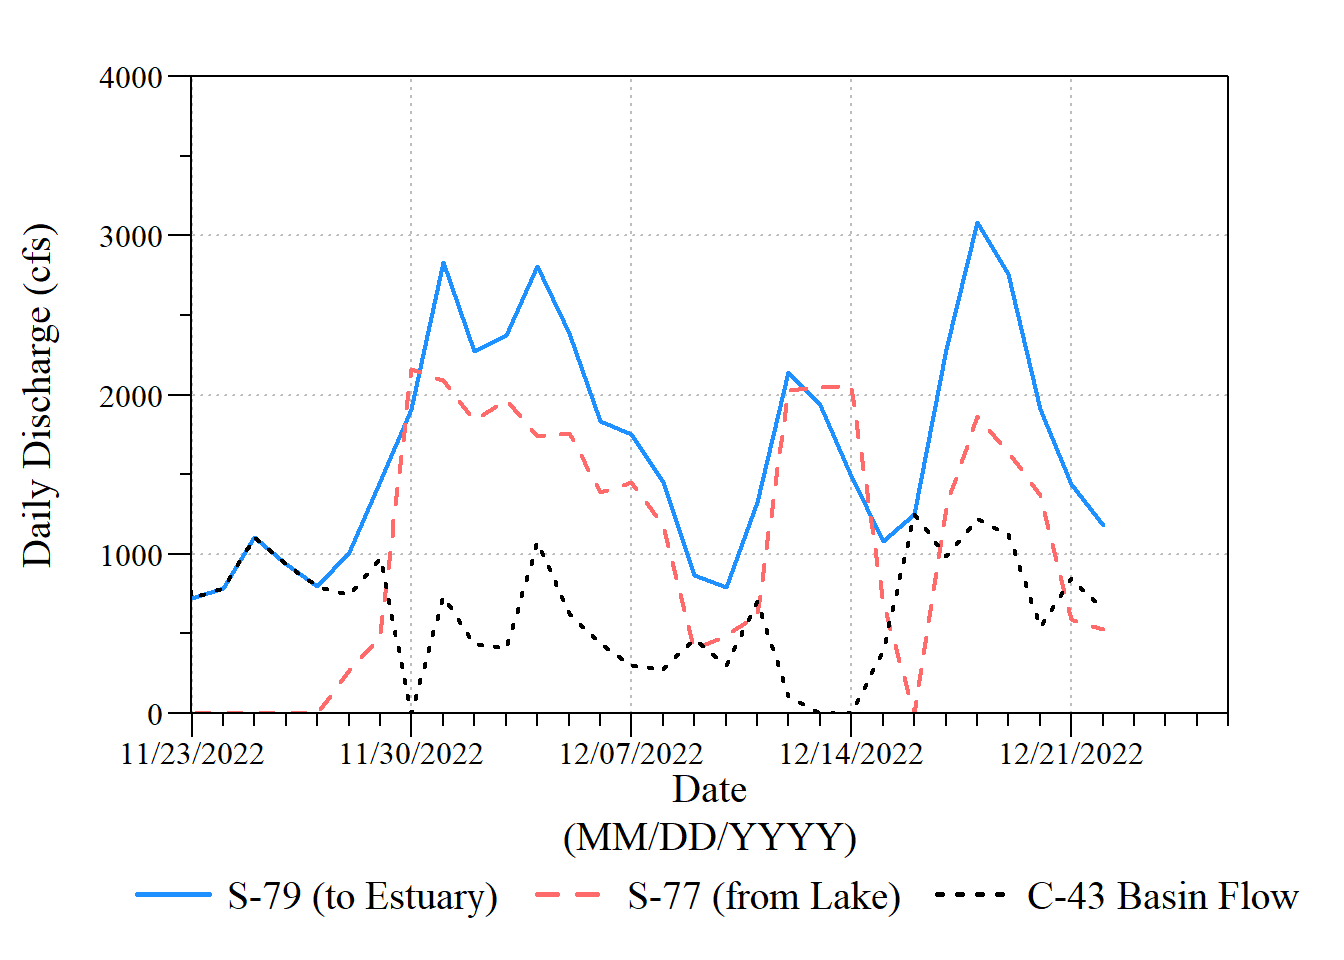 4000
3000
2000
1000
0
Daily Discharge (cfs)
11/23/2022 11/30/2022 12/07/2022 12/14/2022 12/21/2022
Date
(MM/DD/YYYY)
S-79 (to Estuary) S-77 (from Lake) C-43 Basin Flow